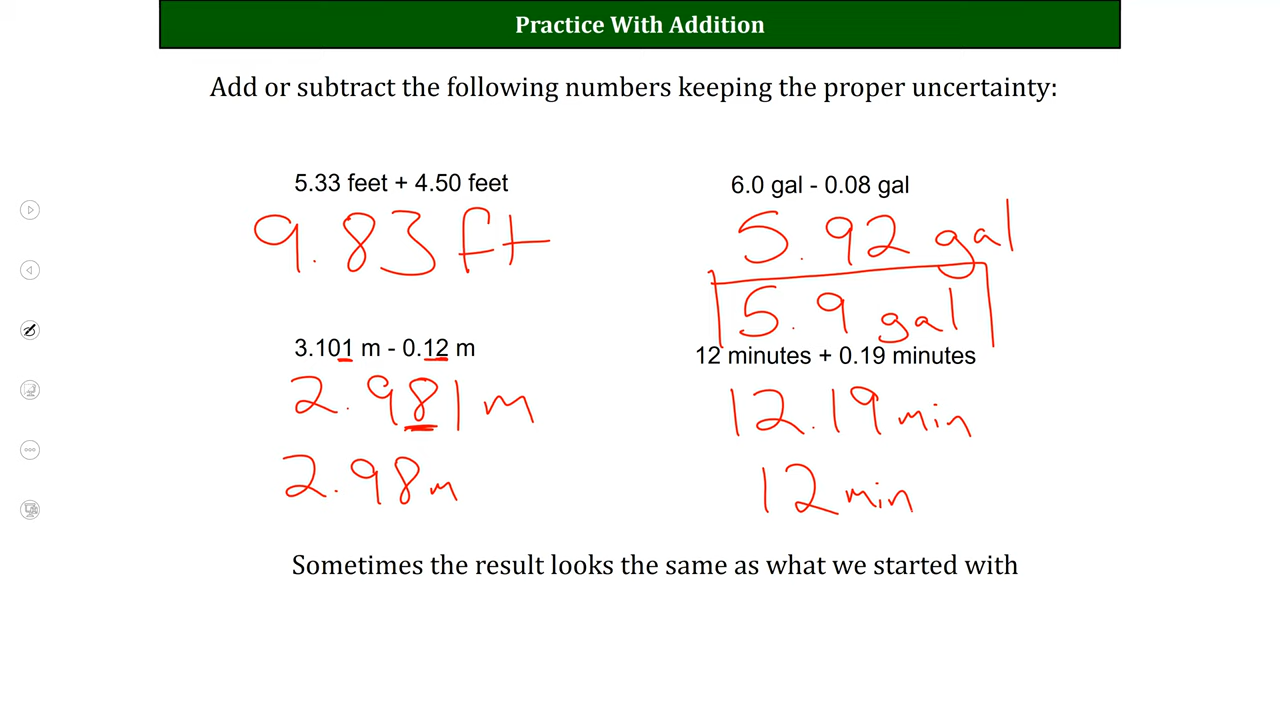 Practice With Addition
Add or subtract the following numbers keeping the proper uncertainty:
5.33 feet + 4.50 feet
9.83 ft
6.0 gal - 0.08 gal
5.92 gal
5.9 gal
3.101 m - 0.12 m
2.981 m
2.98 m
12 minutes + 0.19 minutes
12.19 min
12 min
Sometimes the result looks the same as what we started with